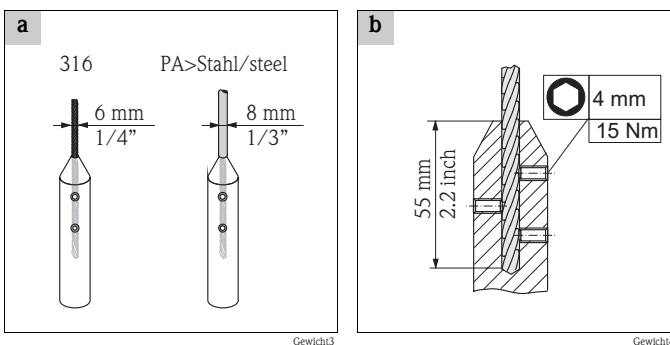 a
316
PA>Stahl/steel
6 mm
1/4”
8 mm
1/3”
Gewicht3
b
4 mm
15 Nm
55 mm
2.2 inch